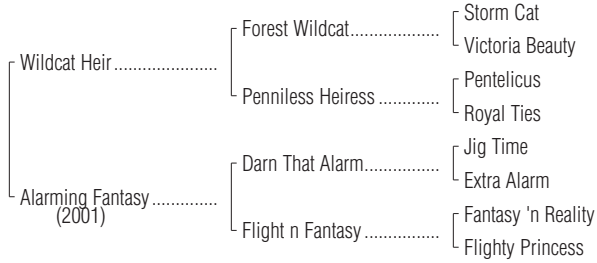 Storm Cat
Forest Wildcat....................
Victoria Beauty
Wildcat Heir......................
Pentelicus
Penniless Heiress..............
Royal Ties
Jig Time
Darn That Alarm.................
Extra Alarm
Alarming Fantasy..............
(2001)
Fantasy 'n Reality
Flight n Fantasy.................
Flighty Princess